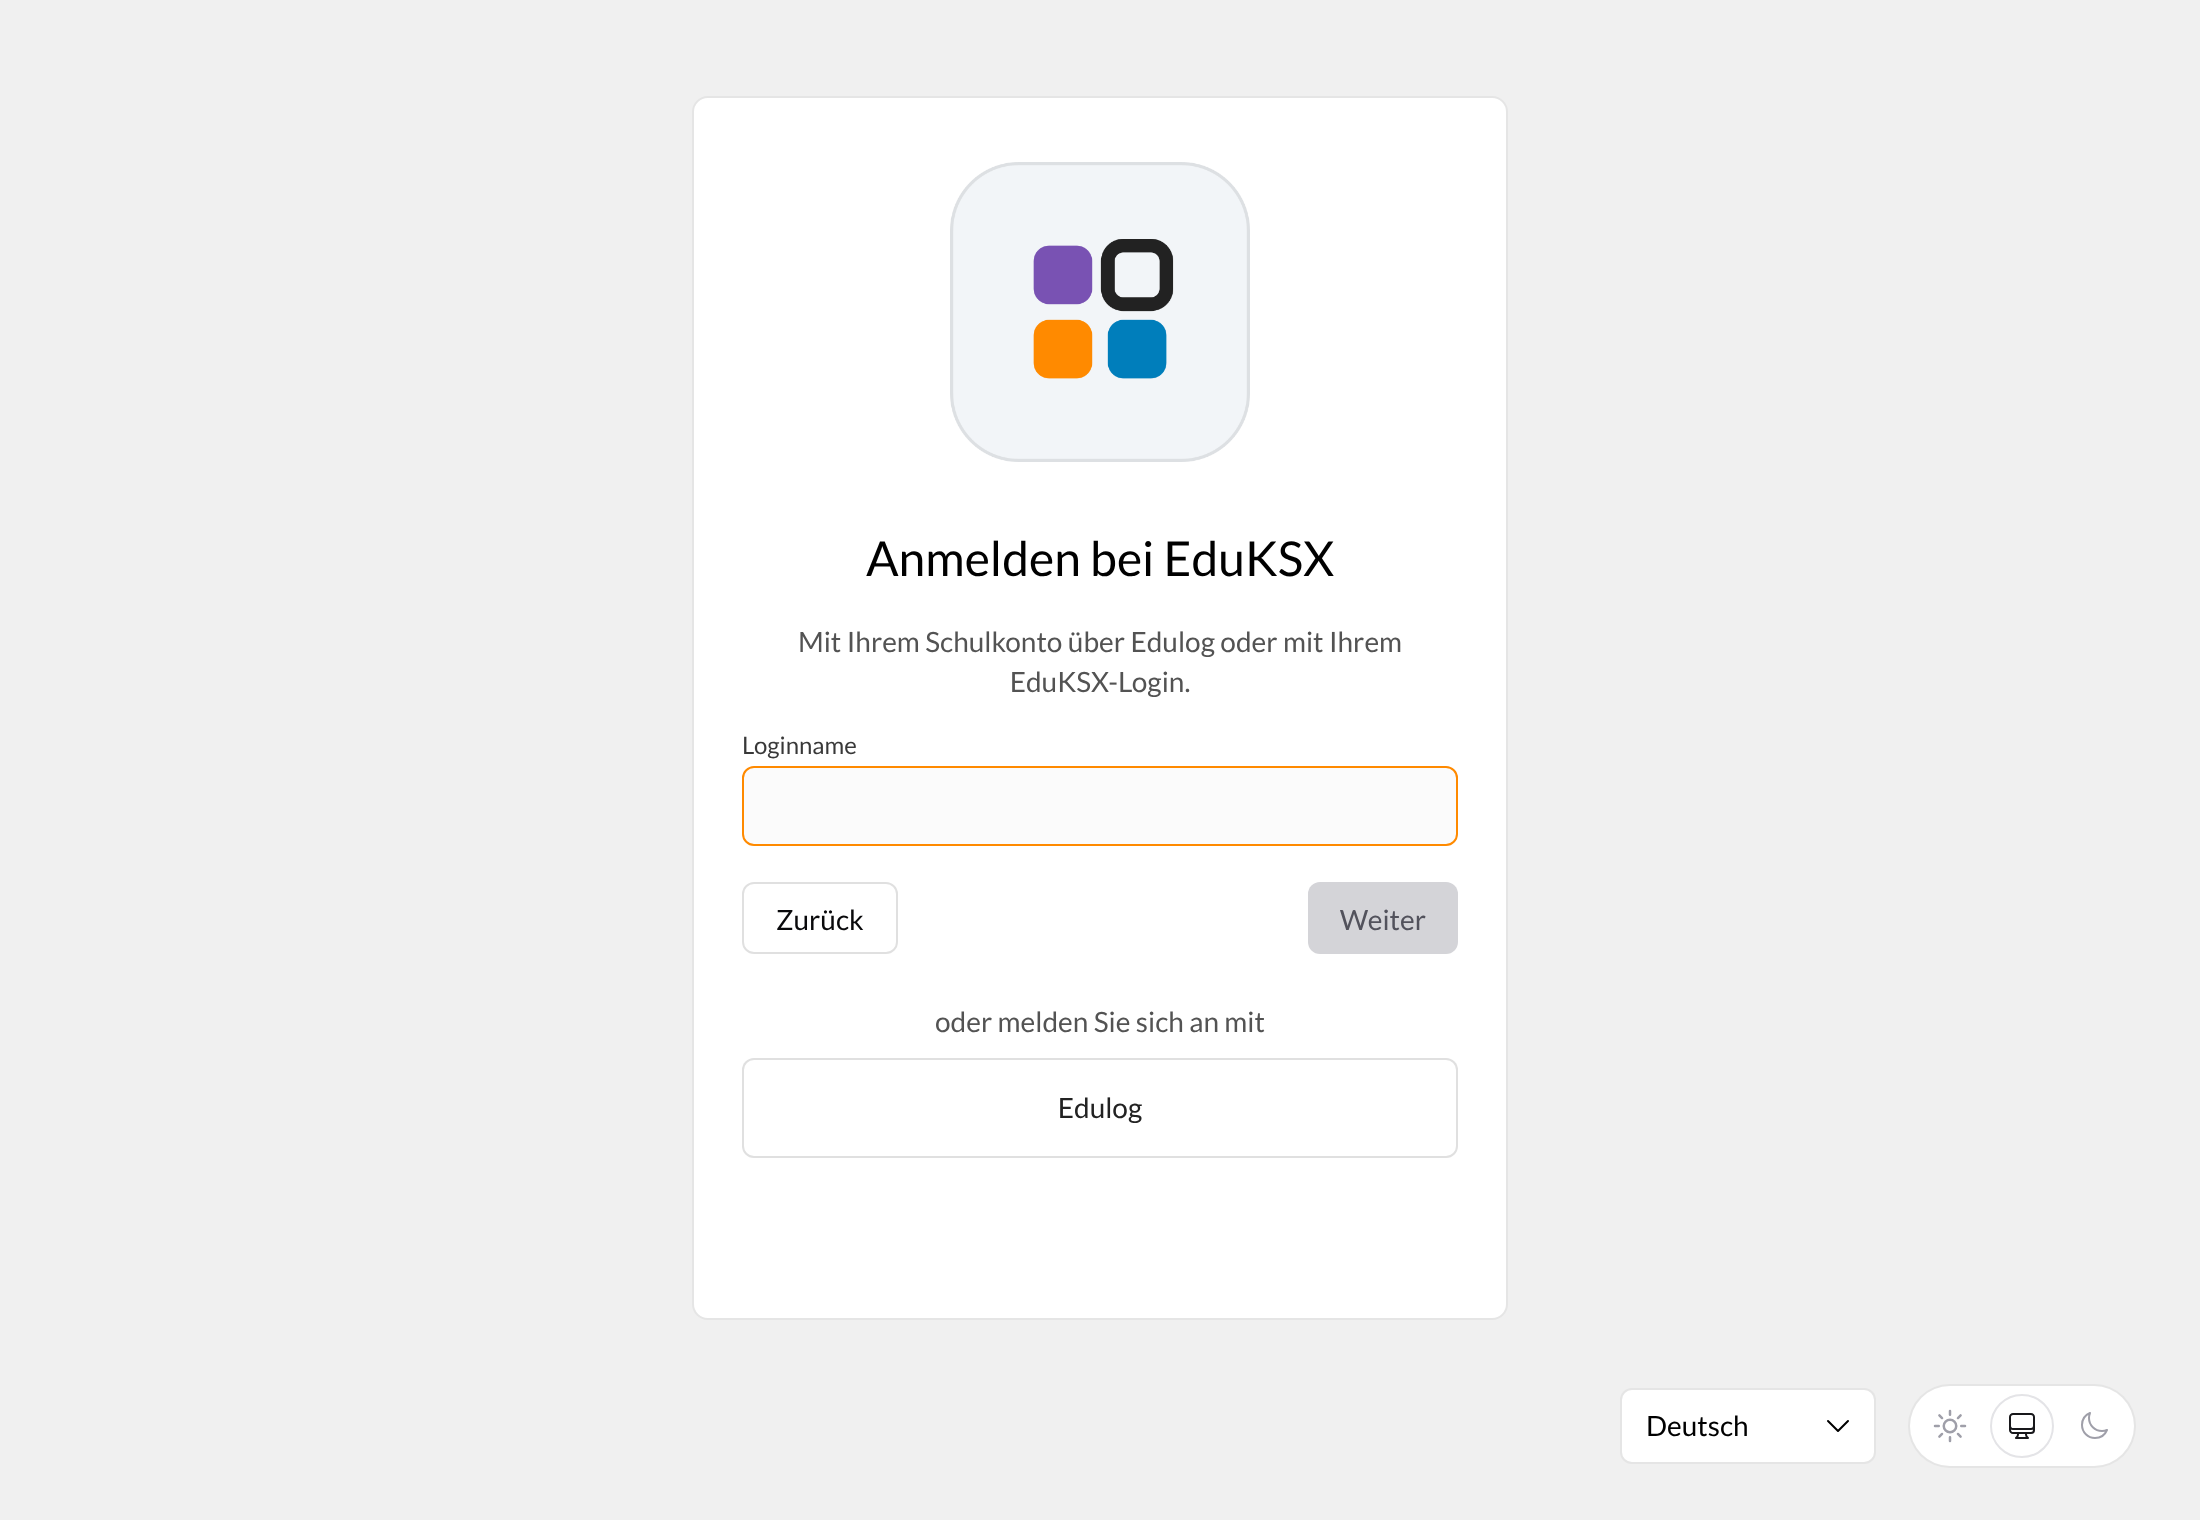 Anmelden bei EduKSX
Mit Ihrem Schulkonto über Edulog oder mit Ihrem
EduKSX-Login.
Loginname
Zurück
Weiter
oder melden Sie sich an mit
Edulog
Deutsch